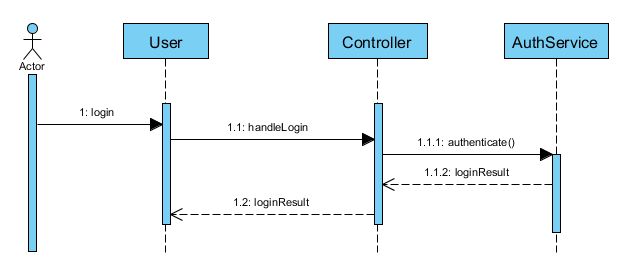 User
Controller
AuthService
Actor
1: login
1.1: handleLogin
1.1.1: authenticate()
1.1.2: loginResult
1.2: loginResult